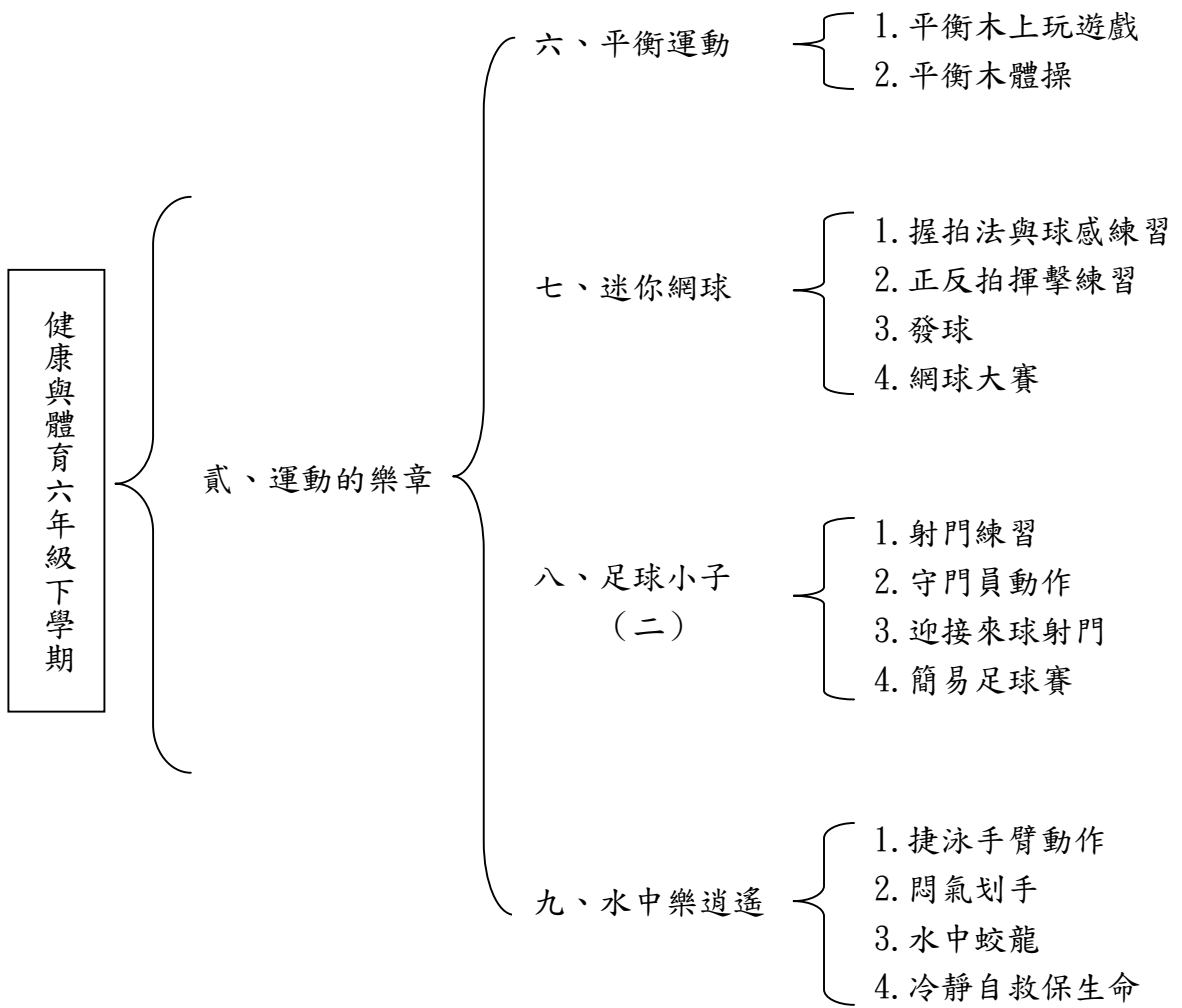 健康與體育六年級下學期
貳、運動的樂章
六、平衡運動
1.平衡木上玩遊戲
2.平衡木體操
七、迷你網球
1.握拍法與球感練習
2.正反拍揮擊練習
3.發球
4.網球大賽
八、足球小子
（二）
1.射門練習
2.守門員動作
3.迎接來球射門
4.簡易足球賽
九、水中樂逍遙
1.捷泳手臂動作
2.悶氣划手
3.水中蛟龍
4.冷靜自救保生命